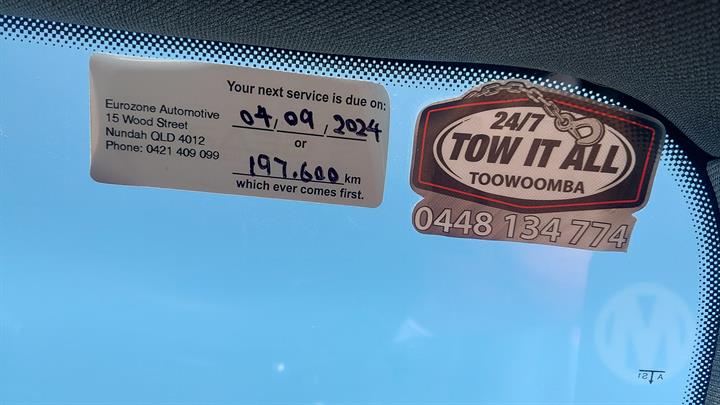 Your next service is due on:
Eurozone Automotive
15 Wood Street
Nundah QLD 4012
Phone: 0421 409 099
04, 09, 2024
or
197.600 km
which ever comes first.
24/7
TOW IT ALL
TOOWOOMBA
0448 134 774
M
A
S1